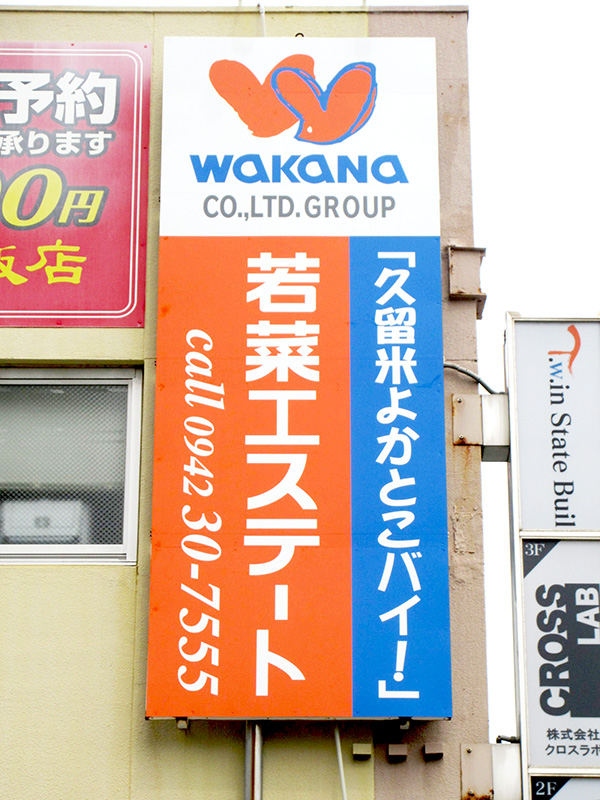 予約
承ります
00円
飯店
WAKANA
CO.,LTD.GROUP
「久留米よかとこバイ!」
若菜エステート
call 0942 30-7555
T.w.in State Buil
3F
CROSS
LAB
株式会社
クロスラボ
2F